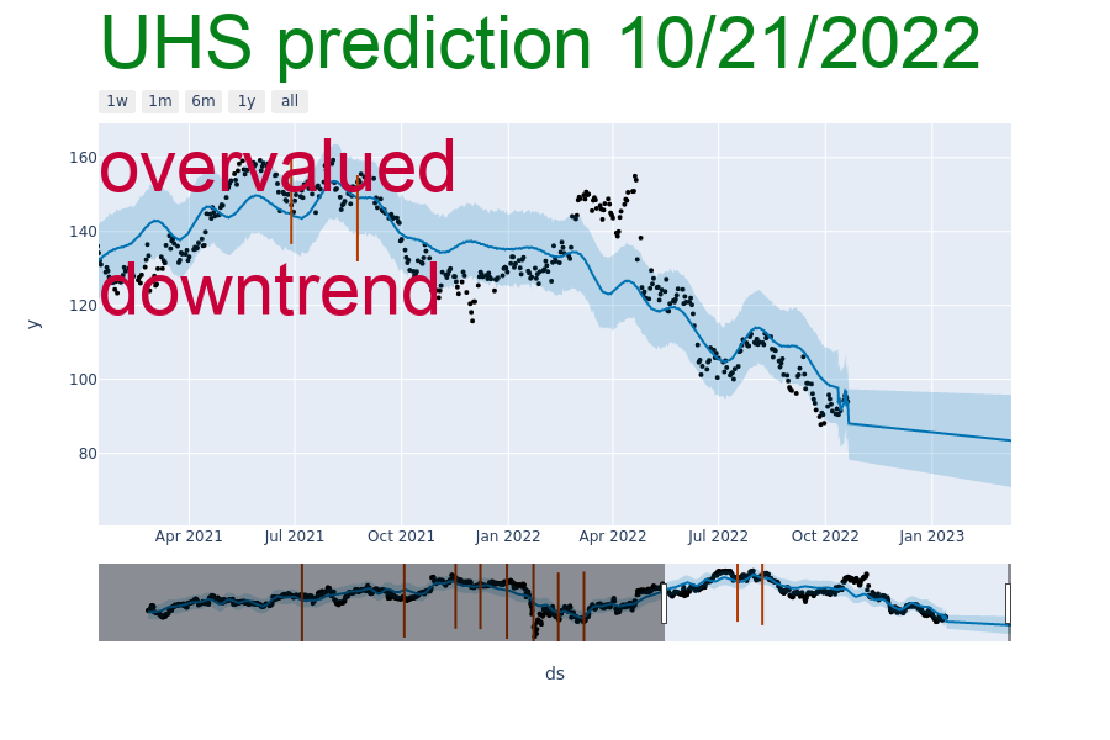 UHS prediction 10/21/2022
1w 1m 6m 1y all
overvalued
downtrend
160
140
120
100
80
y
Apr 2021 Jul 2021 Oct 2021 Jan 2022 Apr 2022 Jul 2022 Oct 2022 Jan 2023
ds